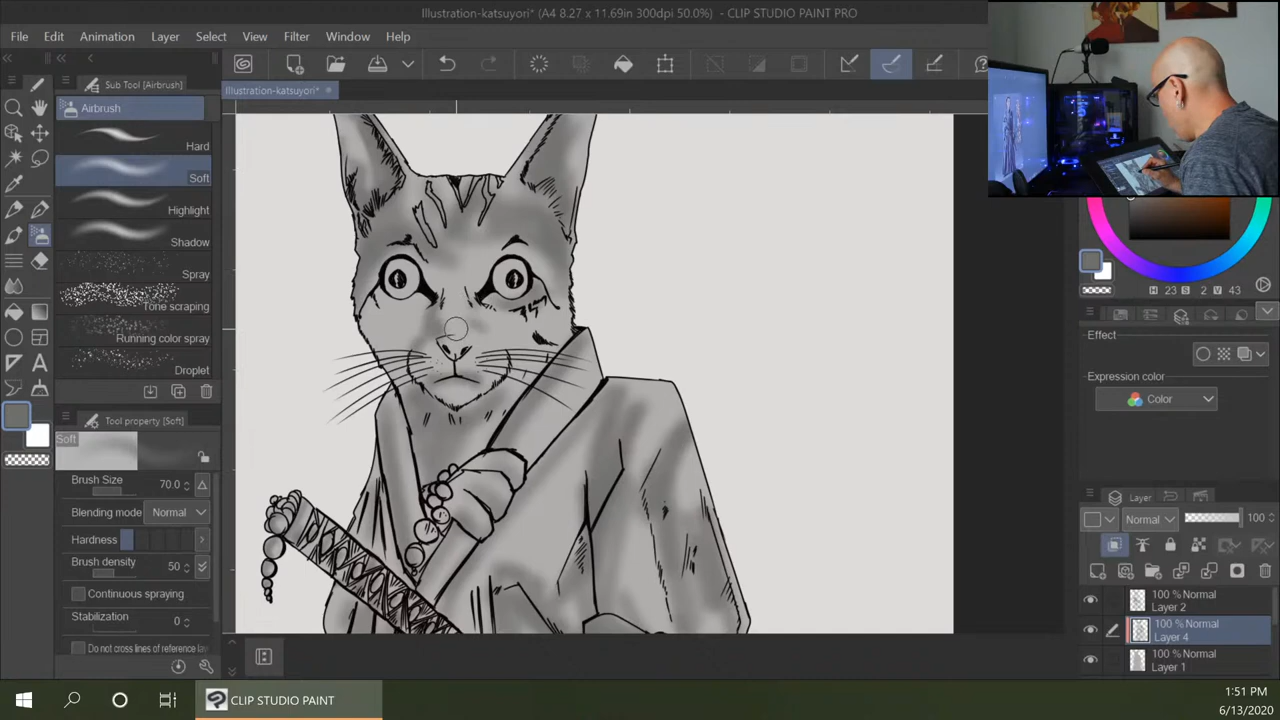 Illustration-katsuyori* (A4 8.27 x 11.69in 300dpi 50.0%) - CLIP STUDIO PAINT PRO
File Edit Animation Layer Select View Filter Window Help
Sub Tool [Airbrush]
Illustration-katsuyori*
Airbrush
Hard
Soft
Highlight
Shadow
Spray
Tone scraping
Running color spray
Droplet
Tool property [Soft]
Soft
Brush Size 70.0
Blending mode Normal
Hardness
Brush density 50
Continuous spraying
Stabilization 0
Do not cross lines of reference la
H 23 S 2 V 43
Effect
Expression color
Color
Layer
Normal 100
100 % Normal
Layer 2
100 % Normal
Layer 4
100 % Normal
Layer 1
CLIP STUDIO PAINT
1:51 PM
6/13/2020